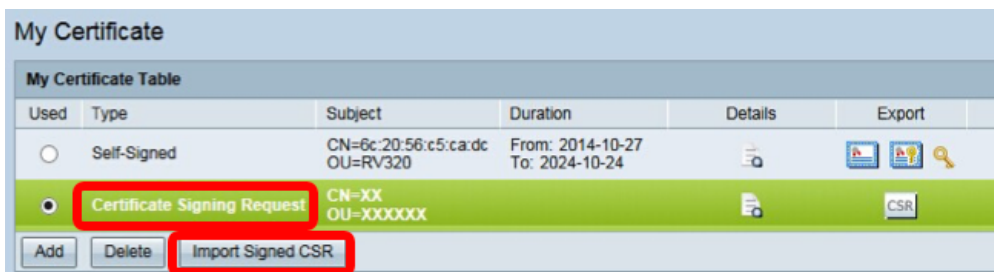 My Certificate
My Certificate Table
Used Type Subject Duration Details Export
Self-Signed CN=6c:20:56:c5:ca:dc From: 2014-10-27
OU=RV320 To: 2024-10-24
Certificate Signing Request CN=XX CSR
OU=XXXXXX
Add Delete Import Signed CSR